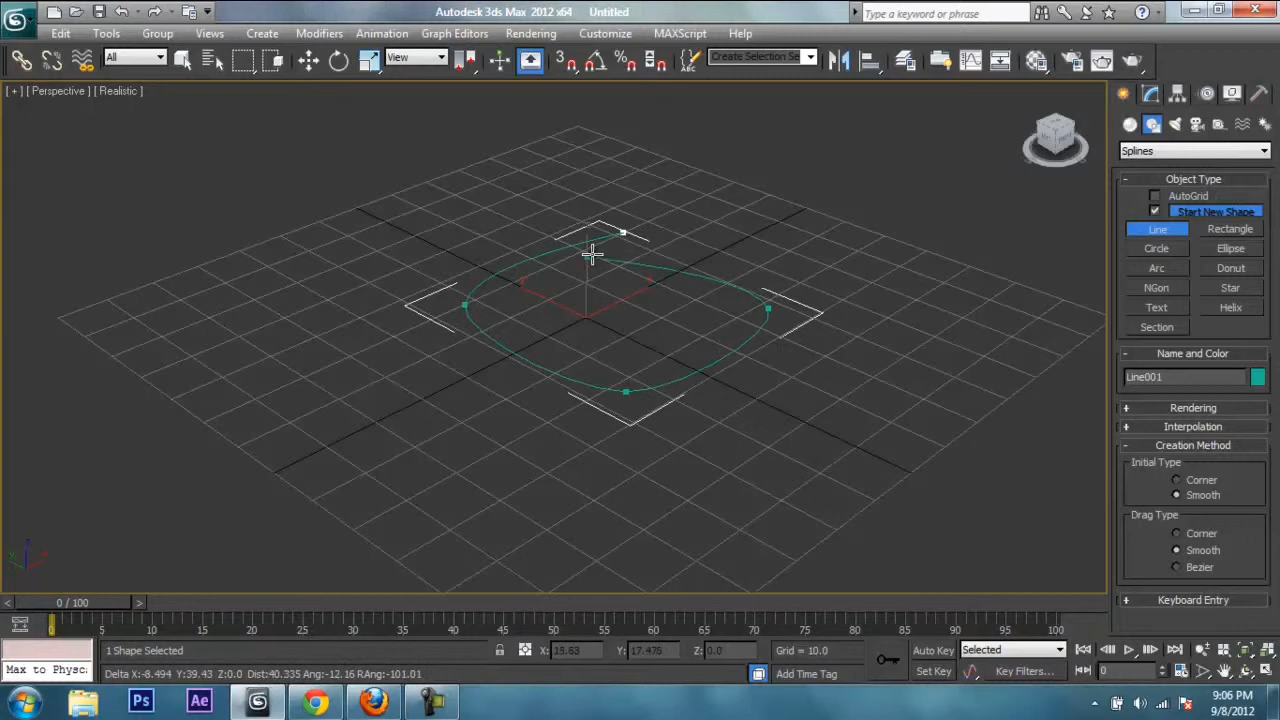 Autodesk 3ds Max 2012 x64 Untitled
Type a keyword or phrase
Edit Tools Group Views Create Modifiers Animation Graph Editors Rendering Customize MAXScript Help
All View 3 Create Selection Se
[ + ] [ Perspective ] [ Realistic ]
Splines
- Object Type
AutoGrid
Start New Shape
Line Rectangle
Circle Ellipse
Arc Donut
NGon Star
Text Helix
Section
- Name and Color
Line001
+ Rendering
+ Interpolation
- Creation Method
Initial Type
Corner
Smooth
Drag Type
Corner
Smooth
Bezier
+ Keyboard Entry
< 0 / 100 >
0 5 10 15 20 25 30 35 40 45 50 55 60 65 70 75 80 85 90 95 100
1 Shape Selected X: 15.63 Y: 17.476 Z: 0.0 Grid = 10.0 Auto Key Selected
Max to Physc Delta X:-8.494 Y:39.43 Z:0.0 Dist:40.335 Ang:-12.16 RAng:-101.01 Add Time Tag Set Key Key Filters... 0
Ps Ae
9:06 PM
9/8/2012